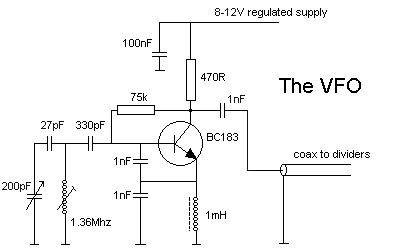 8-12V regulated supply
100nF
470R
The VFO
75k
1nF
27pF
330pF
BC183
1nF
coax to dividers
200pF
1nF
1.36Mhz
1mH